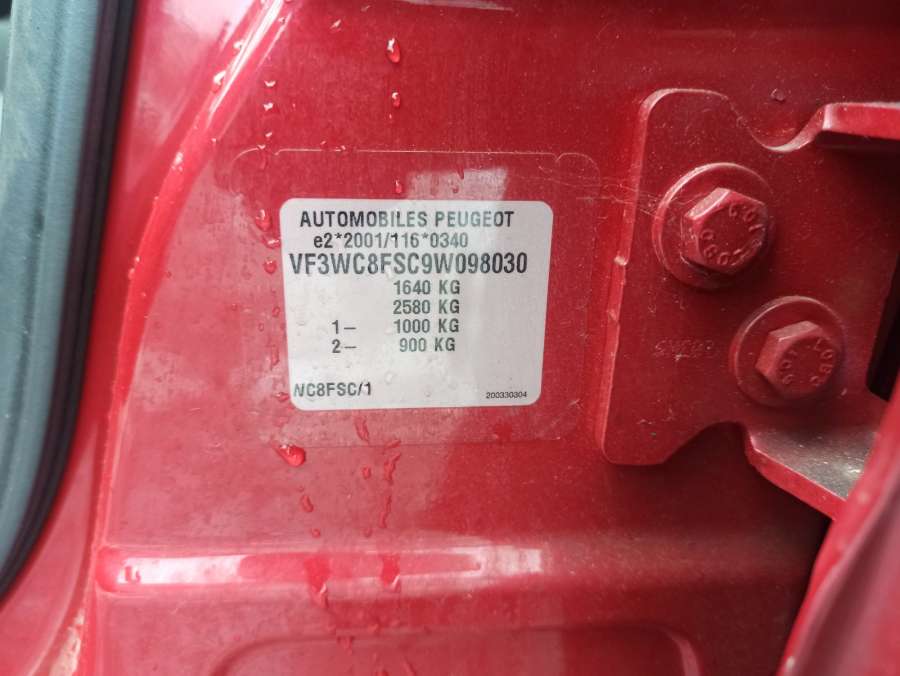 AUTOMOBILES PEUGEOT
e2*2001/116*0340
VF3WC8FSC9W098030
1640 KG
2580 KG
1- 1000 KG
2- 900 KG
NC8FSC/1
200330304